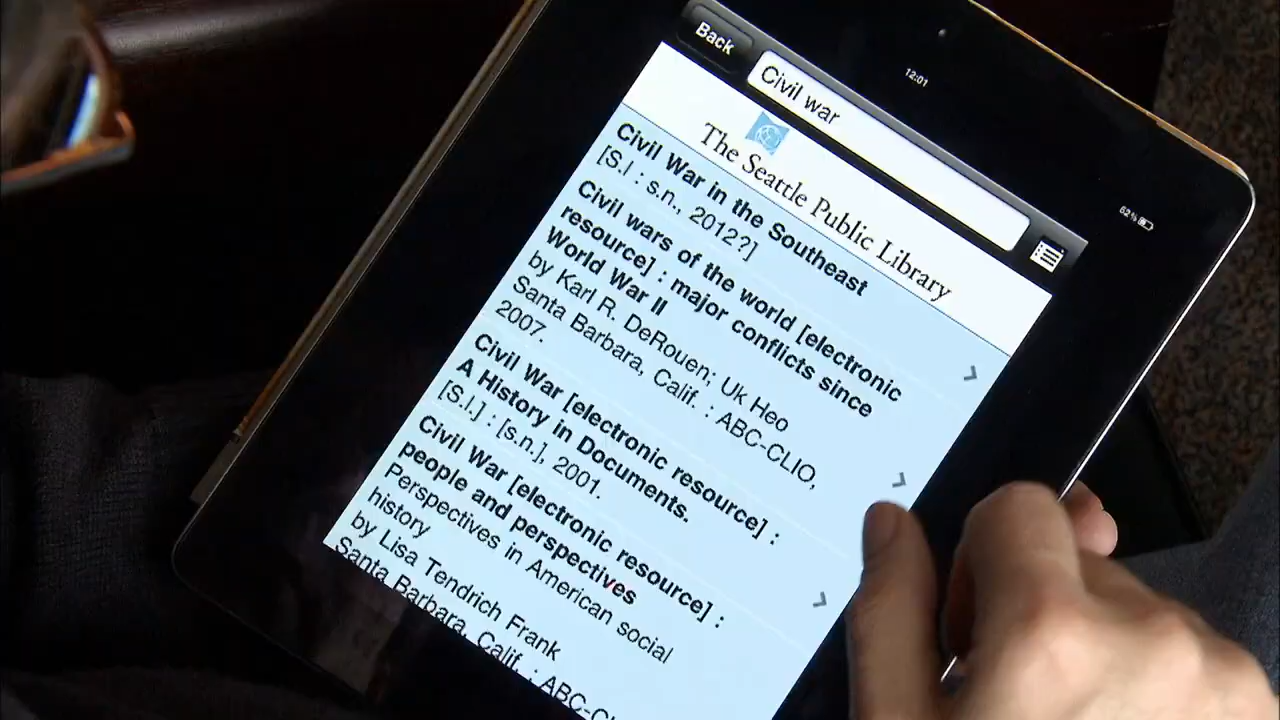 12:01
62%
Back
Civil war
The Seattle Public Library
Civil War in the Southeast
[S.l : s.n., 2012?]
Civil wars of the world [electronic
resource] : major conflicts since
World War II
by Karl R. DeRouen; Uk Heo
Santa Barbara, Calif. : ABC-CLIO,
2007.
Civil War [electronic resource] :
A History in Documents.
[S.l.] : [s.n.], 2001.
Civil War [electronic resource] :
people and perspectives
Perspectives in American social
history
by Lisa Tendrich Frank
Santa Barbara, Calif. : ABC-C